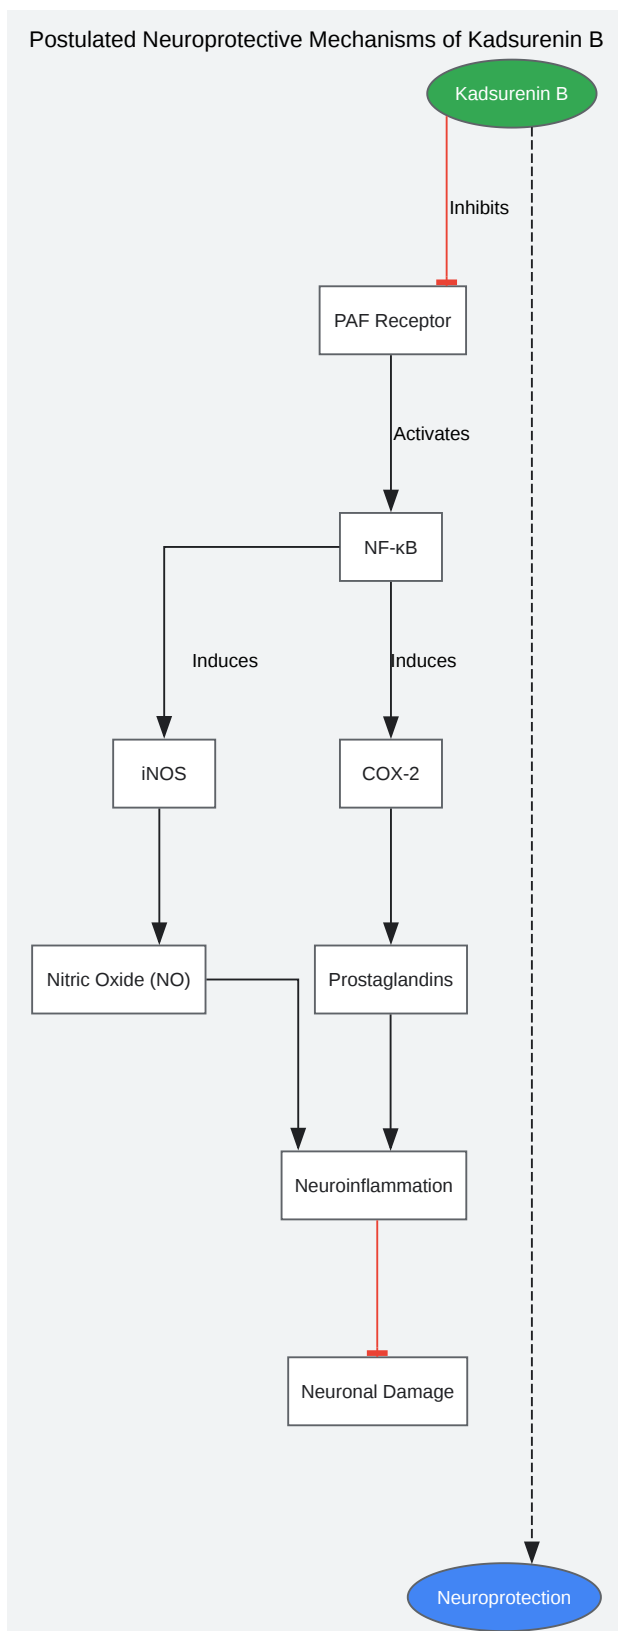 Postulated Neuroprotective Mechanisms of Kadsurenin B
Kadsurenin B
Inhibits
PAF Receptor
Activates
NF-κB
Induces
Induces
iNOS
COX-2
Nitric Oxide (NO)
Prostaglandins
Neuroinflammation
Neuronal Damage
Neuroprotection